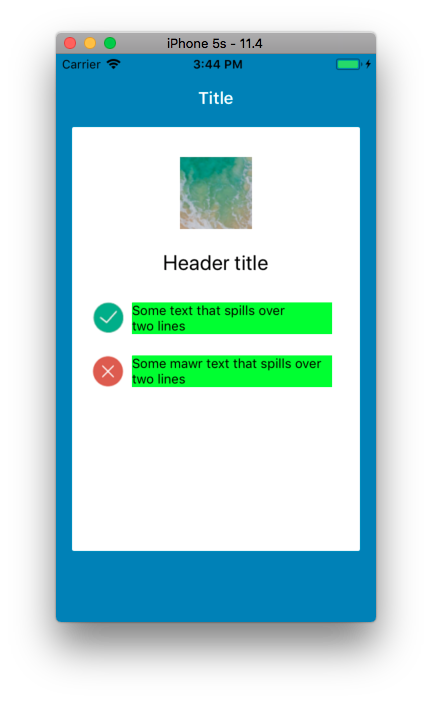 iPhone 5s - 11.4
Carrier 3:44 PM
Title
Header title
Some text that spills over
two lines
Some mawr text that spills over
two lines